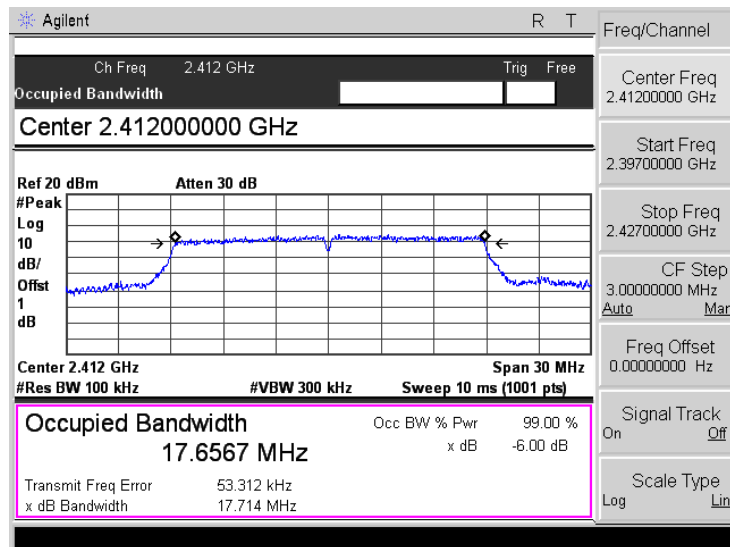 Agilent R T
Ch Freq 2.412 GHz Trig Free
Occupied Bandwidth
Center 2.412000000 GHz
Ref 20 dBm Atten 30 dB
#Peak
Log
10
dB/
Offst
1
dB
Center 2.412 GHz Span 30 MHz
#Res BW 100 kHz #VBW 300 kHz Sweep 10 ms (1001 pts)
Occupied Bandwidth Occ BW % Pwr 99.00 %
17.6567 MHz x dB -6.00 dB
Transmit Freq Error 53.312 kHz
x dB Bandwidth 17.714 MHz
Freq/Channel
Center Freq
2.41200000 GHz
Start Freq
2.39700000 GHz
Stop Freq
2.42700000 GHz
CF Step
3.00000000 MHz
Auto Mar
Freq Offset
0.00000000 Hz
Signal Track
On Off
Scale Type
Log Lin